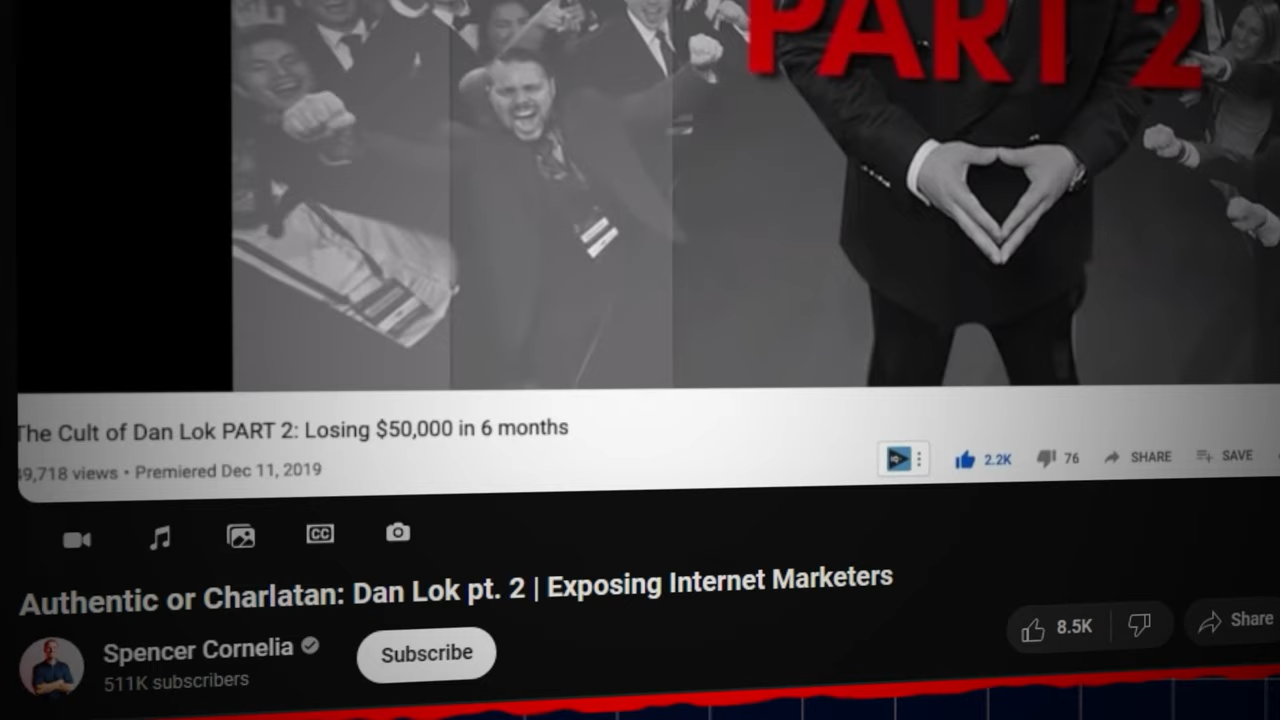 PART 2
The Cult of Dan Lok PART 2: Losing $50,000 in 6 months
9,718 views • Premiered Dec 11, 2019
2.2K
76
SHARE
SAVE
CC
Authentic or Charlatan: Dan Lok pt. 2 | Exposing Internet Marketers
Spencer Cornelia
511K subscribers
Subscribe
8.5K
Share